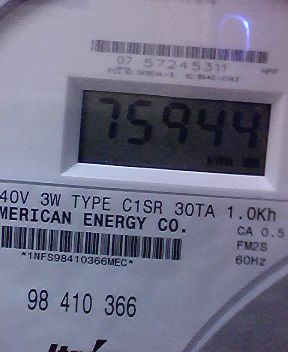 07 57245311
75944
40V 3W TYPE C1SR 30TA 1.0Kh
MERICAN ENERGY CO.
CA 0.5
FM2S
60Hz
*1NFS98410366MEC*
98 410 366